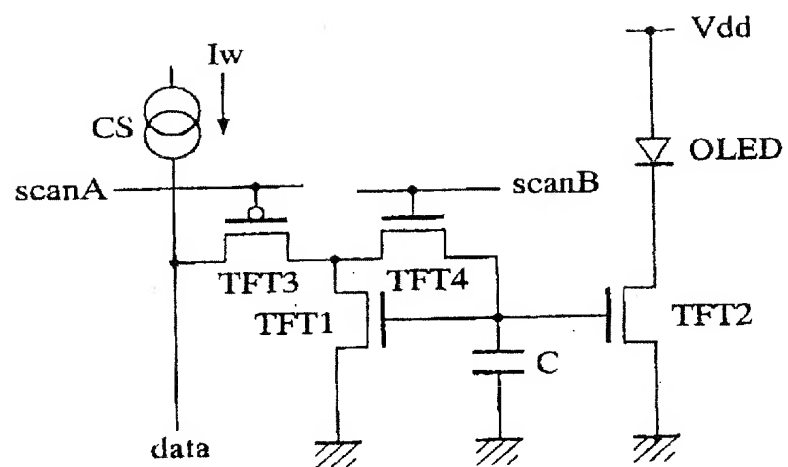 Vdd
Iw
CS
OLED
scanA
scanB
TFT3
TFT4
TFT1
TFT2
C
data